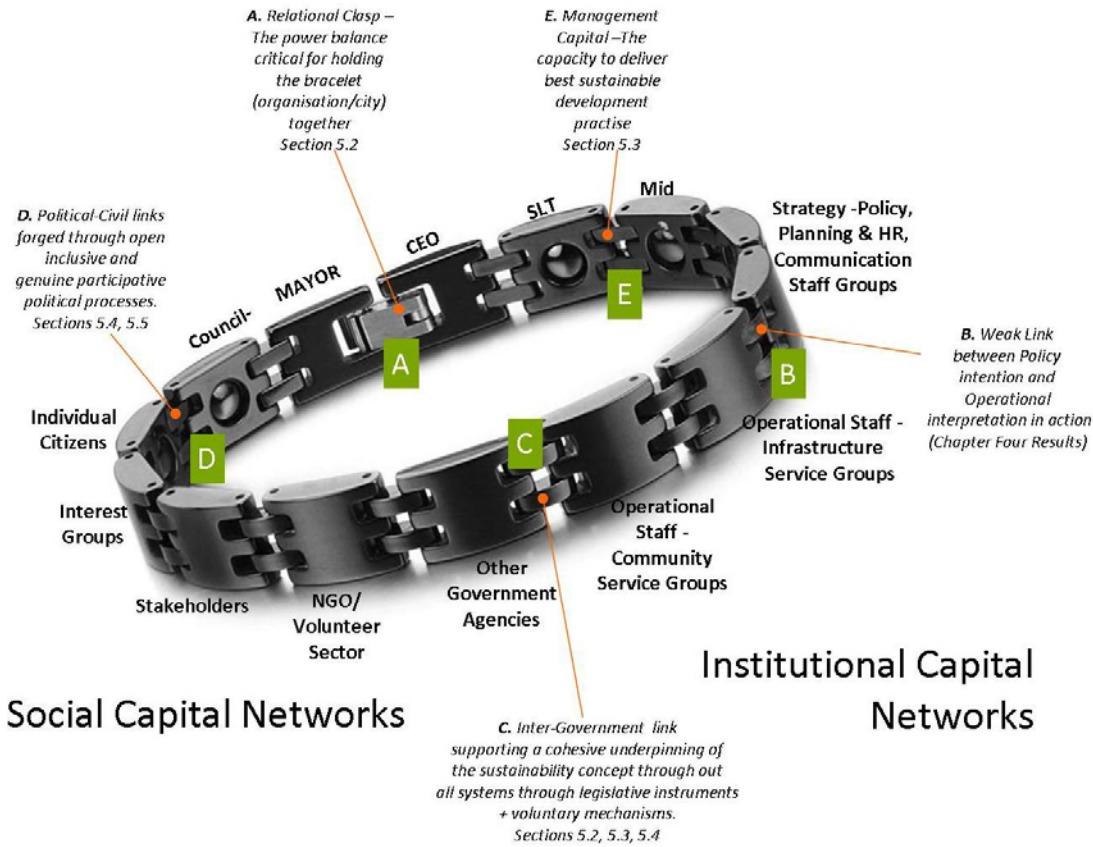 A. Relational Clasp –
The power balance
critical for holding
the bracelet
(organisation/city)
together
Section 5.2
E. Management
Capital –The
capacity to deliver
best sustainable
development
practise
Section 5.3
D. Political-Civil links
forged through open
inclusive and
genuine participative
political processes.
Sections 5.4, 5.5
Council-
MAYOR
CEO
SLT
Mid
Strategy -Policy,
Planning & HR,
Communication
Staff Groups
A
E
B
C
D
B. Weak Link
between Policy
intention and
Operational
interpretation in action
(Chapter Four Results)
Individual
Citizens
Interest
Groups
Stakeholders
NGO/
Volunteer
Sector
Other
Government
Agencies
Operational
Staff -
Community
Service Groups
Operational Staff -
Infrastructure
Service Groups
Social Capital Networks
Institutional Capital
Networks
C. Inter-Government link
supporting a cohesive underpinning of
the sustainability concept through out
all systems through legislative instruments
+ voluntary mechanisms.
Sections 5.2, 5.3, 5.4